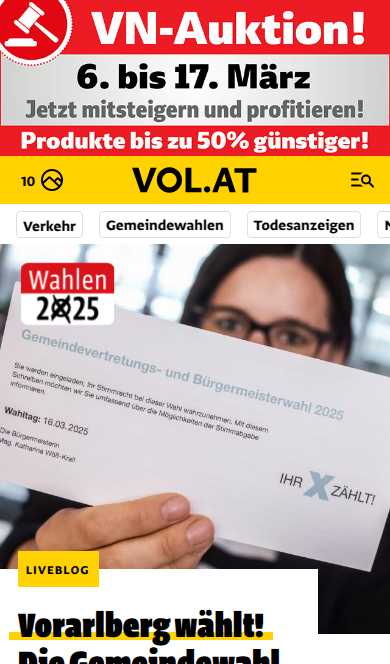 VN-Auktion!
6. bis 17. März
Jetzt mitsteigern und profitieren!
Produkte bis zu 50% günstiger!
10 VOL.AT
Verkehr Gemeindewahlen Todesanzeigen
Wahlen
2025
Gemeindevertretungs- und Bürgermeisterwahl 2025
Sie werden eingeladen, Ihr Stimmrecht bei dieser Wahl wahrzunehmen. Mit diesem
Schreiben möchten wir Sie umfassend über die Möglichkeiten der Stimmabgabe
informieren.
Wahltag: 16.03.2025
Die Bürgermeisterin
Mag. Katharina Wöß-Krall
IHR X ZÄHLT!
LIVEBLOG
Vorarlberg wählt!
Die Gemeindewahl